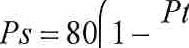 Ps = 80(1 - Pt